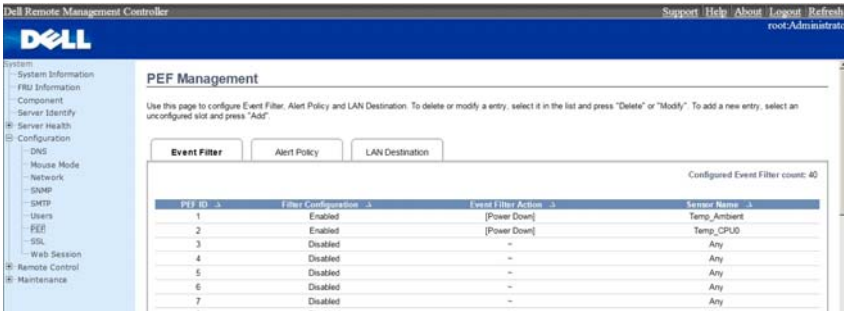 Dell Remote Management Controller
Support Help About Logout Refresh
root:Administrato
DELL
System
System Information
FRU Information
Component
Server Identify
Server Health
Configuration
DNS
Mouse Mode
Network
SNMP
SMTP
Users
PEF
SSL
Web Session
Remote Control
Maintenance
PEF Management
Use this page to configure Event Filter, Alert Policy and LAN Destination. To delete or modify a entry, select it in the list and press "Delete" or "Modify". To add a new entry, select an
unconfigured slot and press "Add".
Event Filter Alert Policy LAN Destination
Configured Event Filter count: 40
PEF ID Filter Configuration Event Filter Action Sensor Name
1 Enabled [Power Down] Temp_Ambient
2 Enabled [Power Down] Temp_CPU0
3 Disabled ~ Any
4 Disabled ~ Any
5 Disabled ~ Any
6 Disabled ~ Any
7 Disabled ~ Any